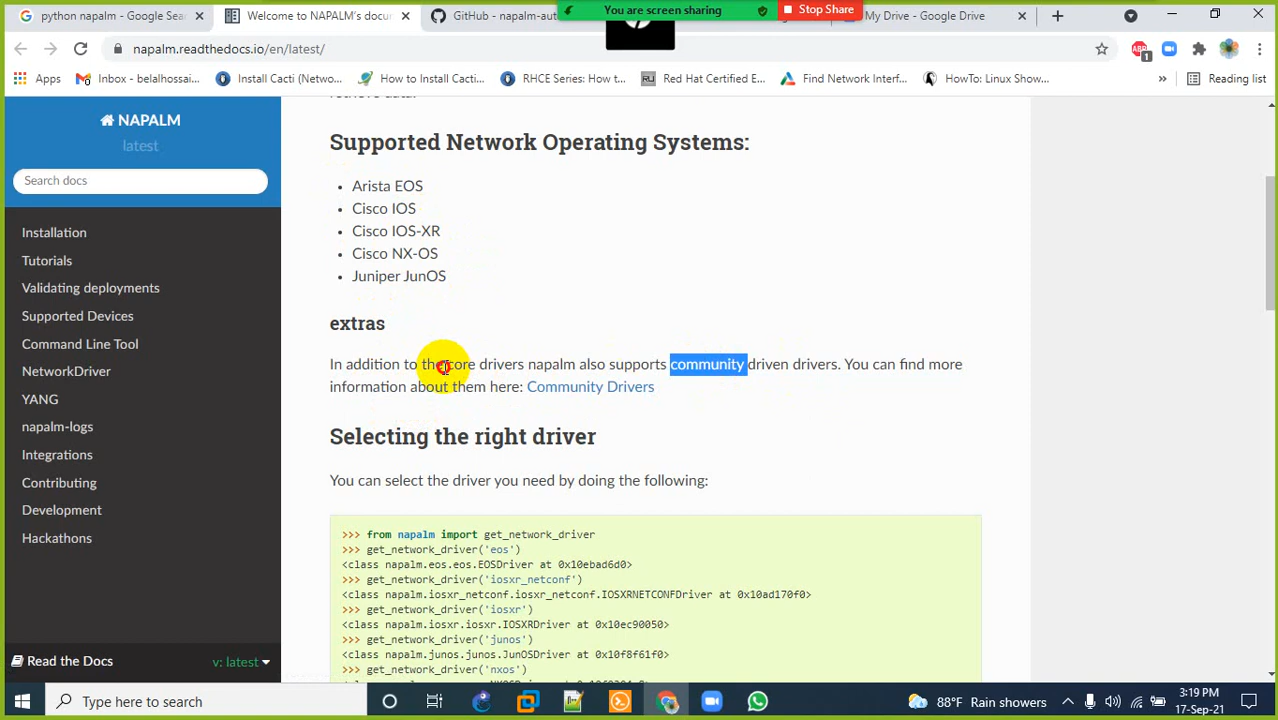 python napalm - Google Sea
Welcome to NAPALM's docu
GitHub - napalm-aut
You are screen sharing
Stop Share
My Drive - Google Drive
napalm.readthedocs.io/en/latest/
Apps
Inbox - belalhossai...
Install Cacti (Netwo...
How to Install Cacti...
RHCE Series: How t...
Red Hat Certified E...
Find Network Interf...
HowTo: Linux Show...
»
Reading list
NAPALM
latest
Search docs
Installation
Tutorials
Validating deployments
Supported Devices
Command Line Tool
NetworkDriver
YANG
napalm-logs
Integrations
Contributing
Development
Hackathons
Read the Docs
v: latest
retrieve data.
Supported Network Operating Systems:
• Arista EOS
• Cisco IOS
• Cisco IOS-XR
• Cisco NX-OS
• Juniper JunOS
extras
In addition to the core drivers napalm also supports community driven drivers. You can find more
information about them here: Community Drivers
Selecting the right driver
You can select the driver you need by doing the following:
>>> from napalm import get_network_driver
>>> get_network_driver('eos')
<class napalm.eos.eos.EOSDriver at 0x10ebad6d0>
>>> get_network_driver('iosxr_netconf')
<class napalm.iosxr_netconf.iosxr_netconf.IOSXRNETCONFDriver at 0x10ad170f0>
>>> get_network_driver('iosxr')
<class napalm.iosxr.iosxr.IOSXRDriver at 0x10ec90050>
>>> get_network_driver('junos')
<class napalm.junos.junos.JunOSDriver at 0x10f8f61f0>
>>> get_network_driver('nxos')
Type here to search
88°F Rain showers
3:19 PM
17-Sep-21